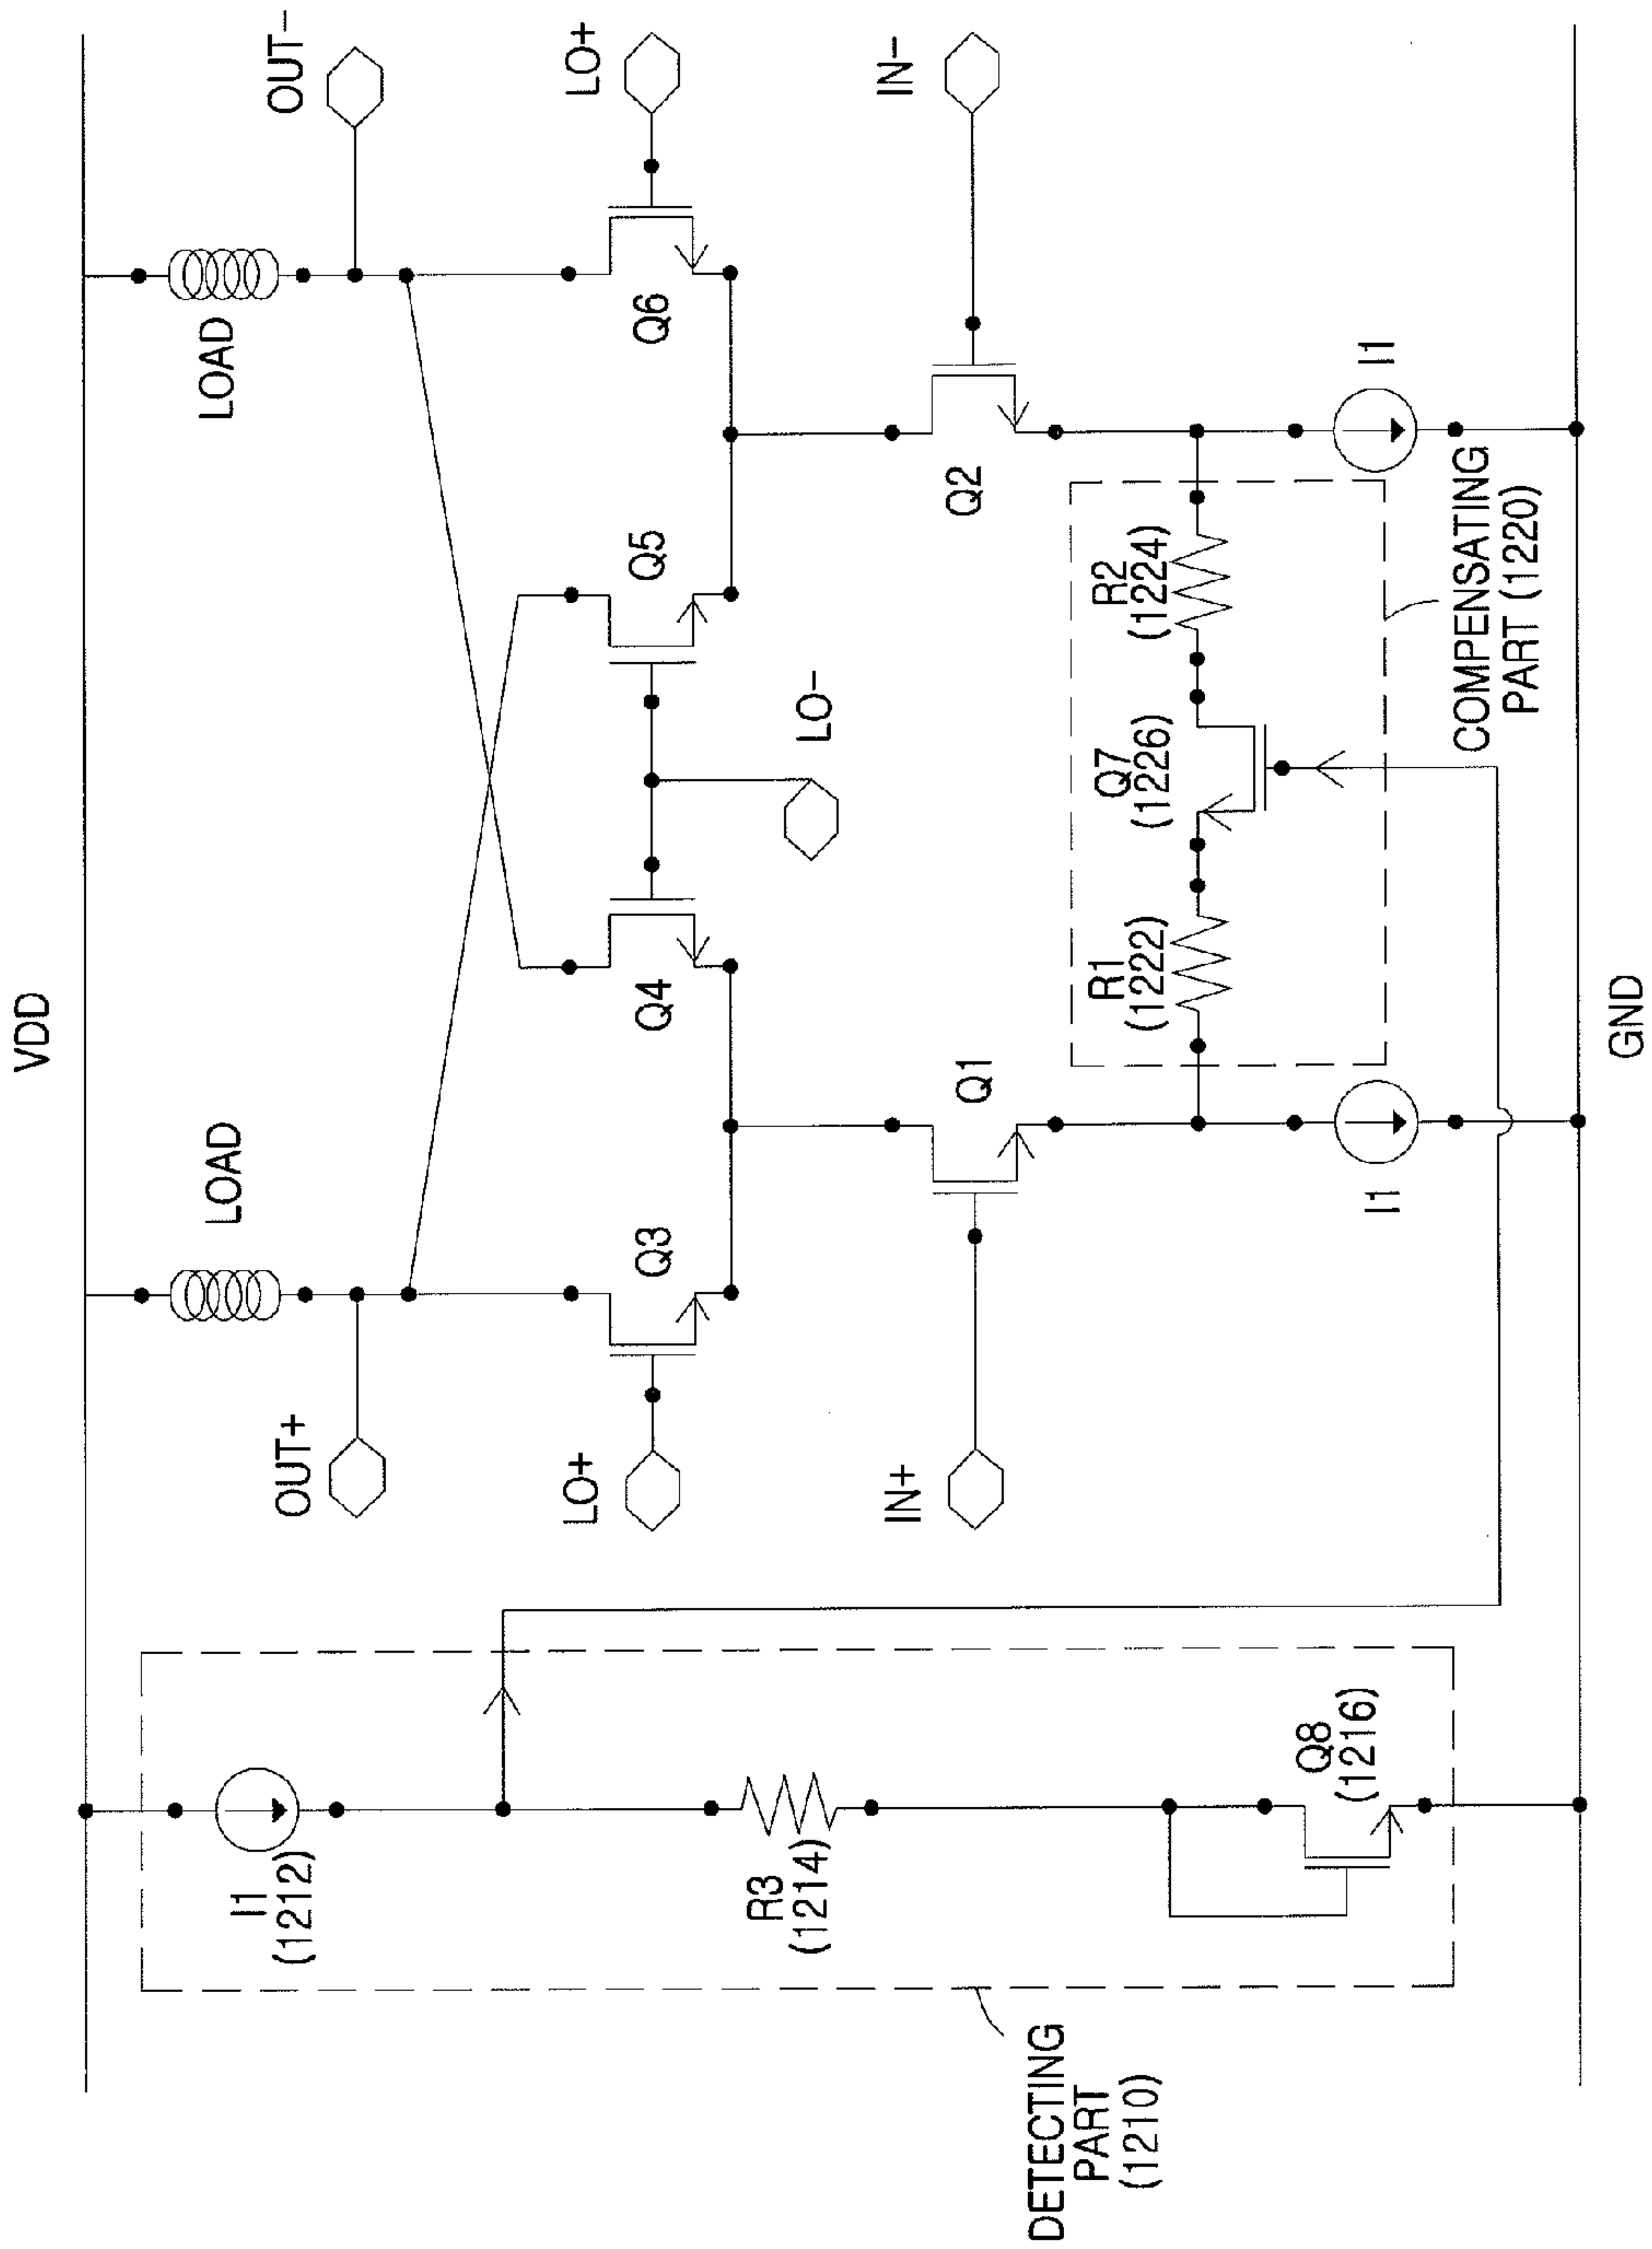 VDD
OUT+
LOAD
LOAD
OUT−
I1
(1212)
LO+
Q3
Q4
Q5
Q6
LO+
LO−
R3
(1214)
IN+
Q1
Q2
IN−
R1
(1222)
Q7
(1226)
R2
(1224)
Q8
(1216)
I1
I1
DETECTING
PART
(1210)
COMPENSATING
PART (1220)
GND